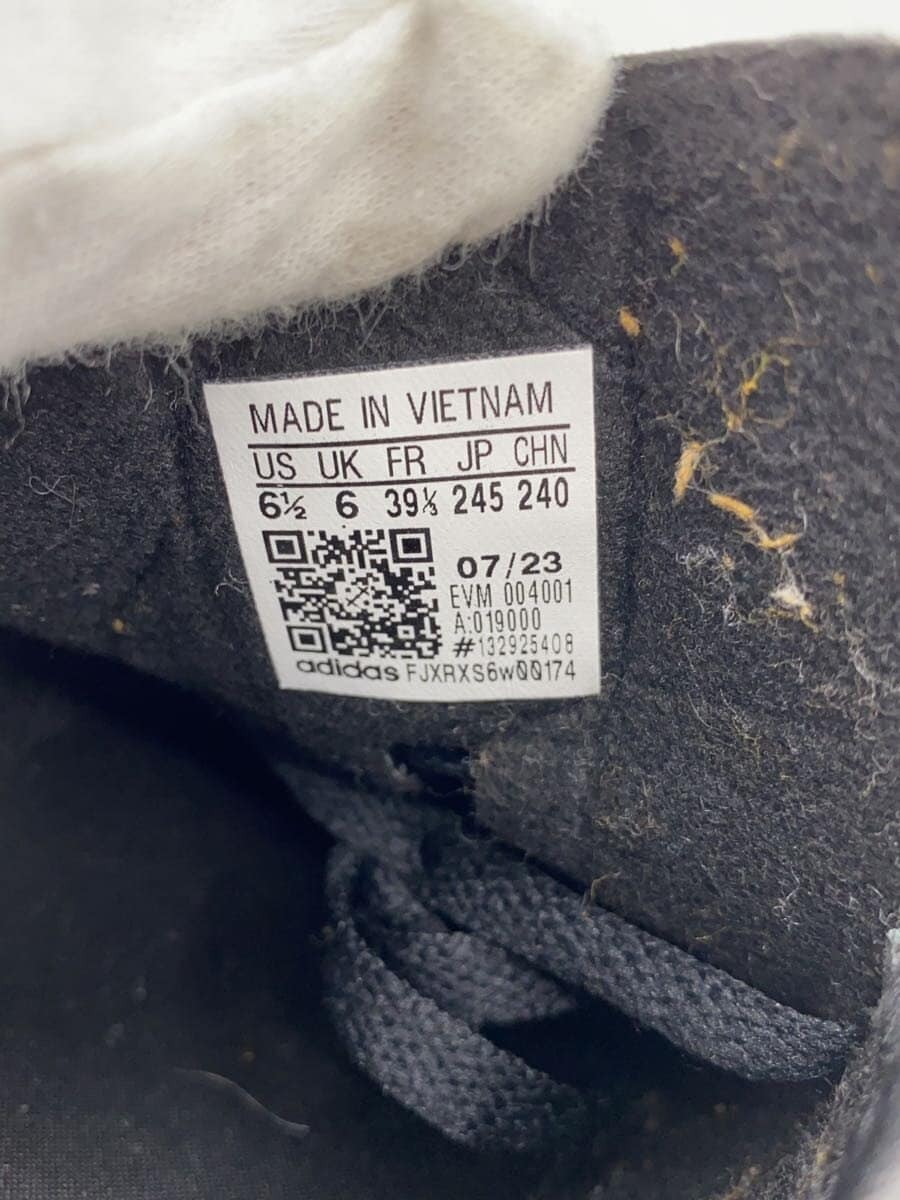 MADE IN VIETNAM
US UK FR JP CHN
6½ 6 39⅓ 245 240
07/23
EVM 004001
A:019000
#132925408
adidas FJXRXS6w00174